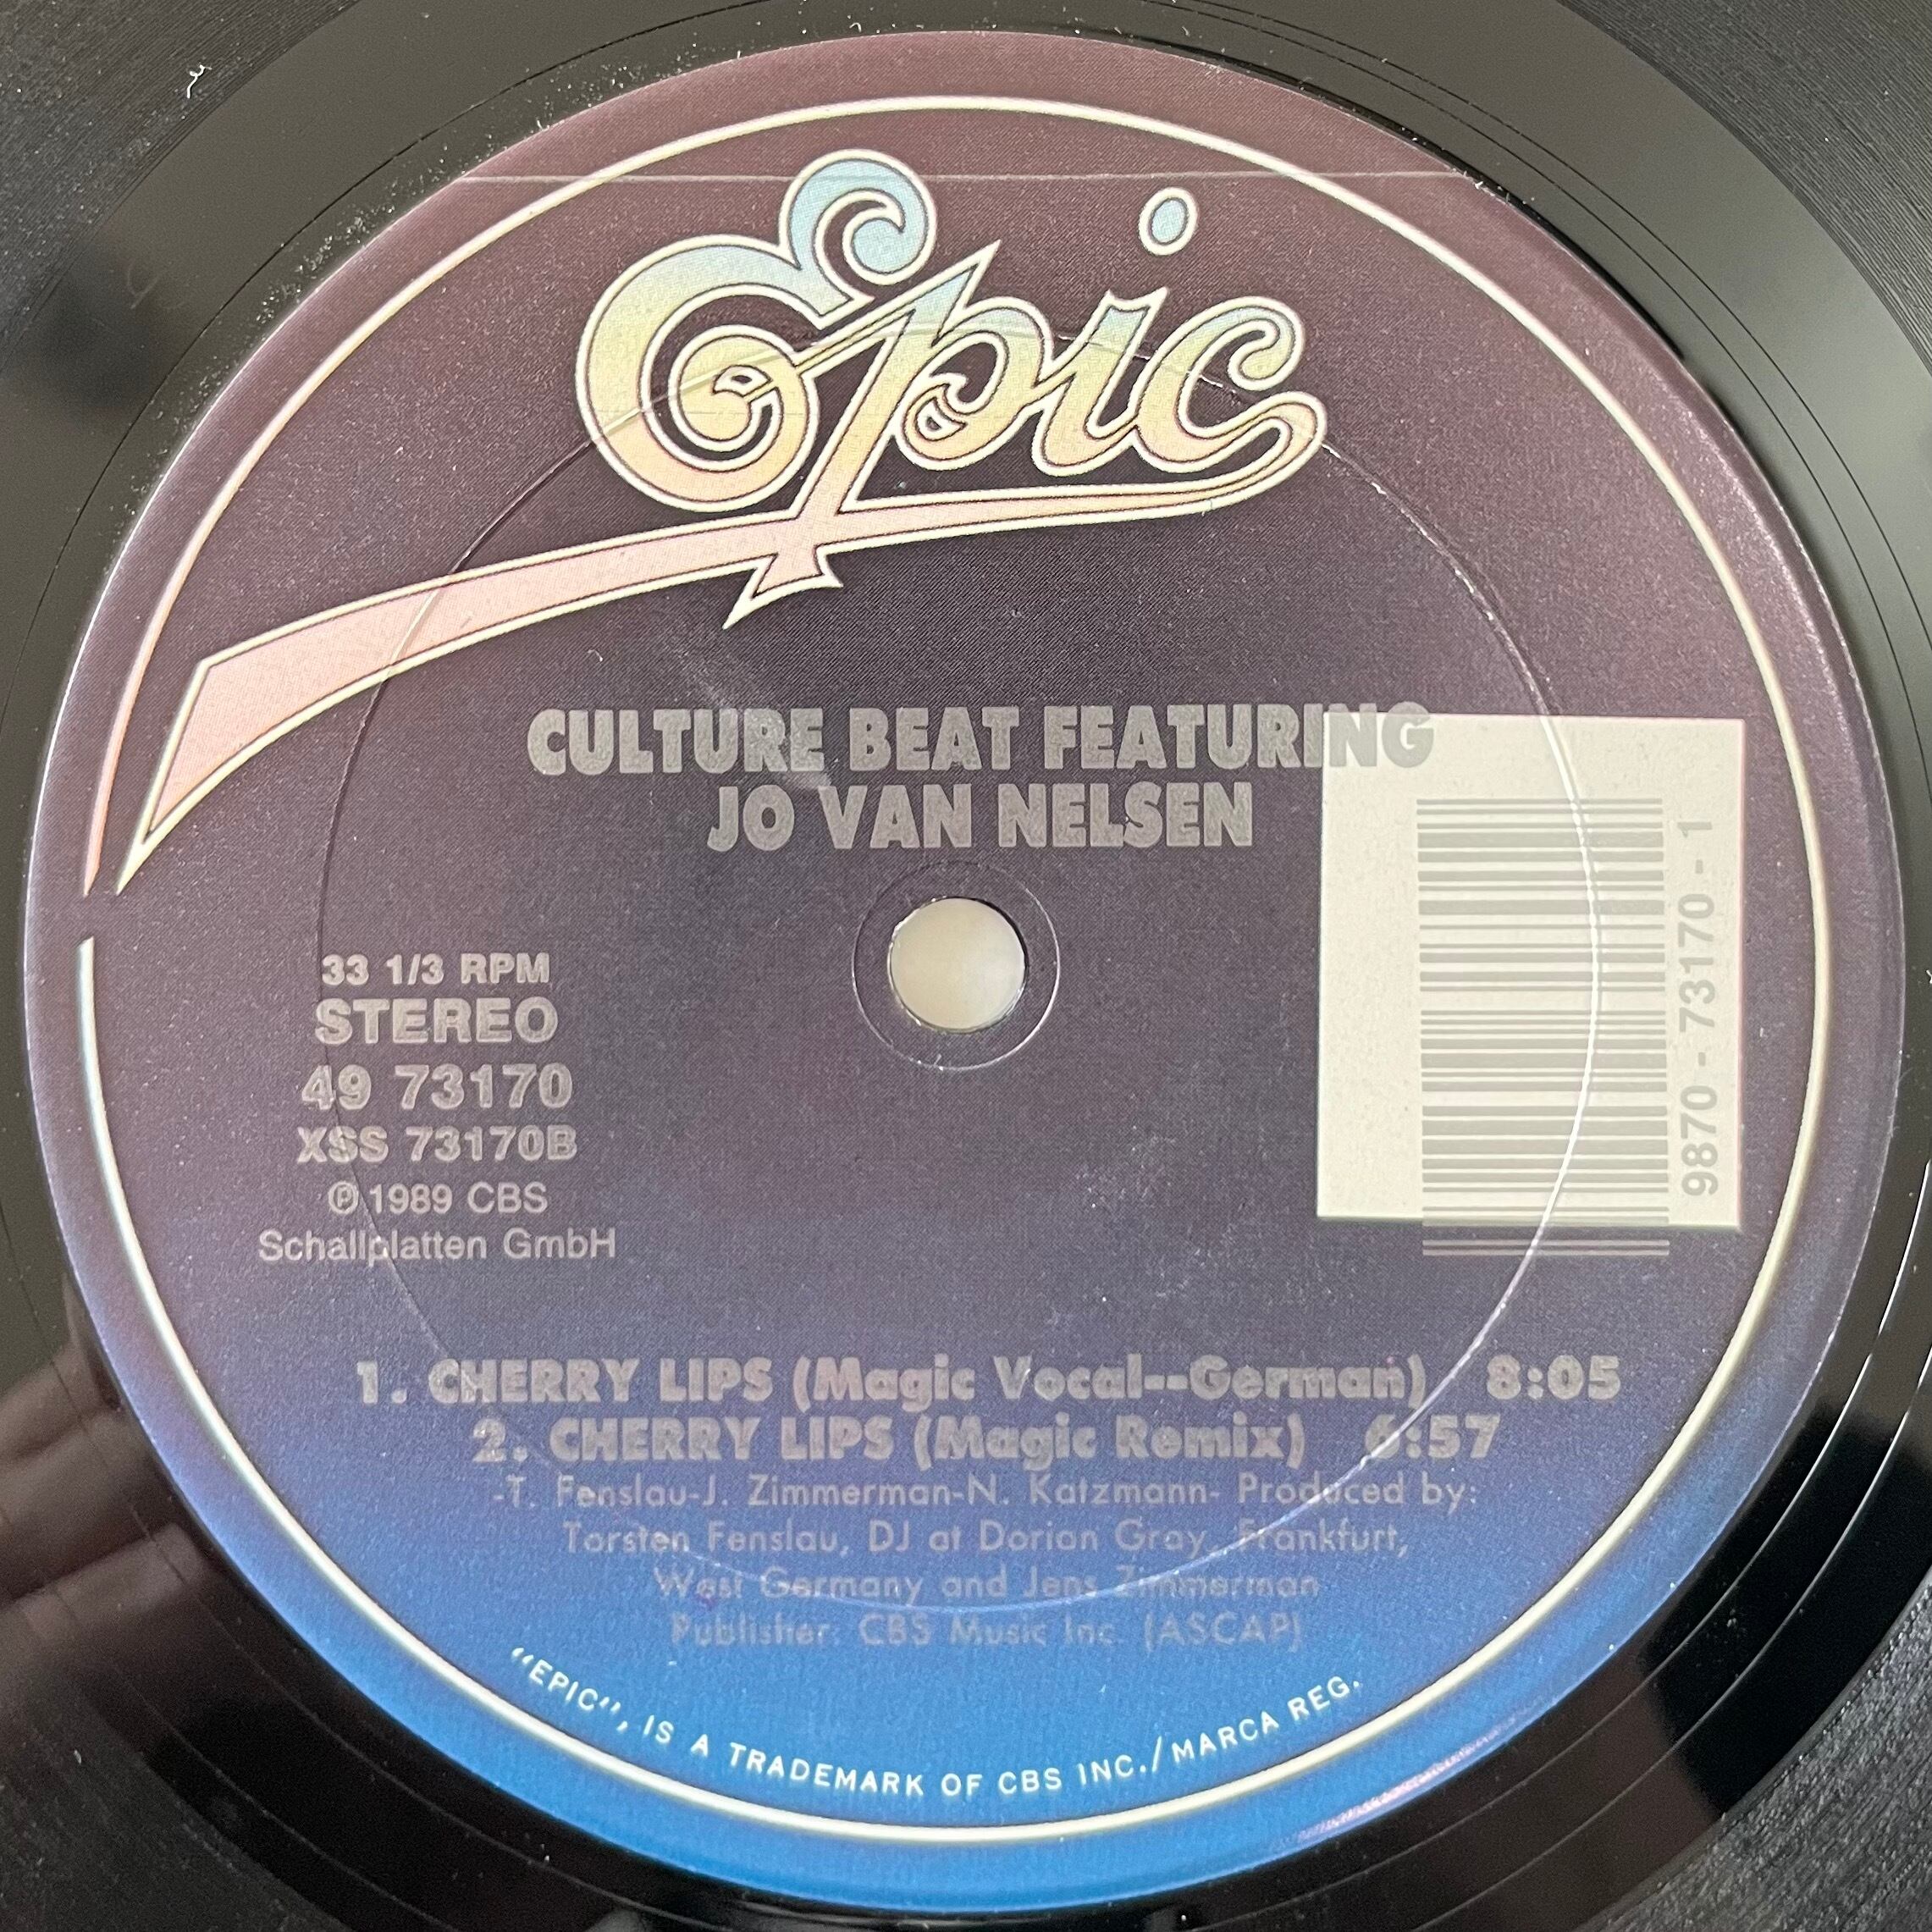 Epic
CULTURE BEAT FEATURING
JO VAN NELSEN
33 1/3 RPM
STEREO
49 73170
XSS 73170B
℗ 1989 CBS
Schallplatten GmbH
9870 - 73170 - 1
1. CHERRY LIPS (Magic Vocal--German) 8:05
2. CHERRY LIPS (Magic Remix) 6:57
-T. Fenslau-J. Zimmerman-N. Katzmann- Produced by:
Torsten Fenslau, DJ at Dorian Gray, Frankfurt,
West Germany and Jens Zimmerman
Publisher: CBS Music Inc. (ASCAP)
"EPIC", IS A TRADEMARK OF CBS INC./MARCA REG.